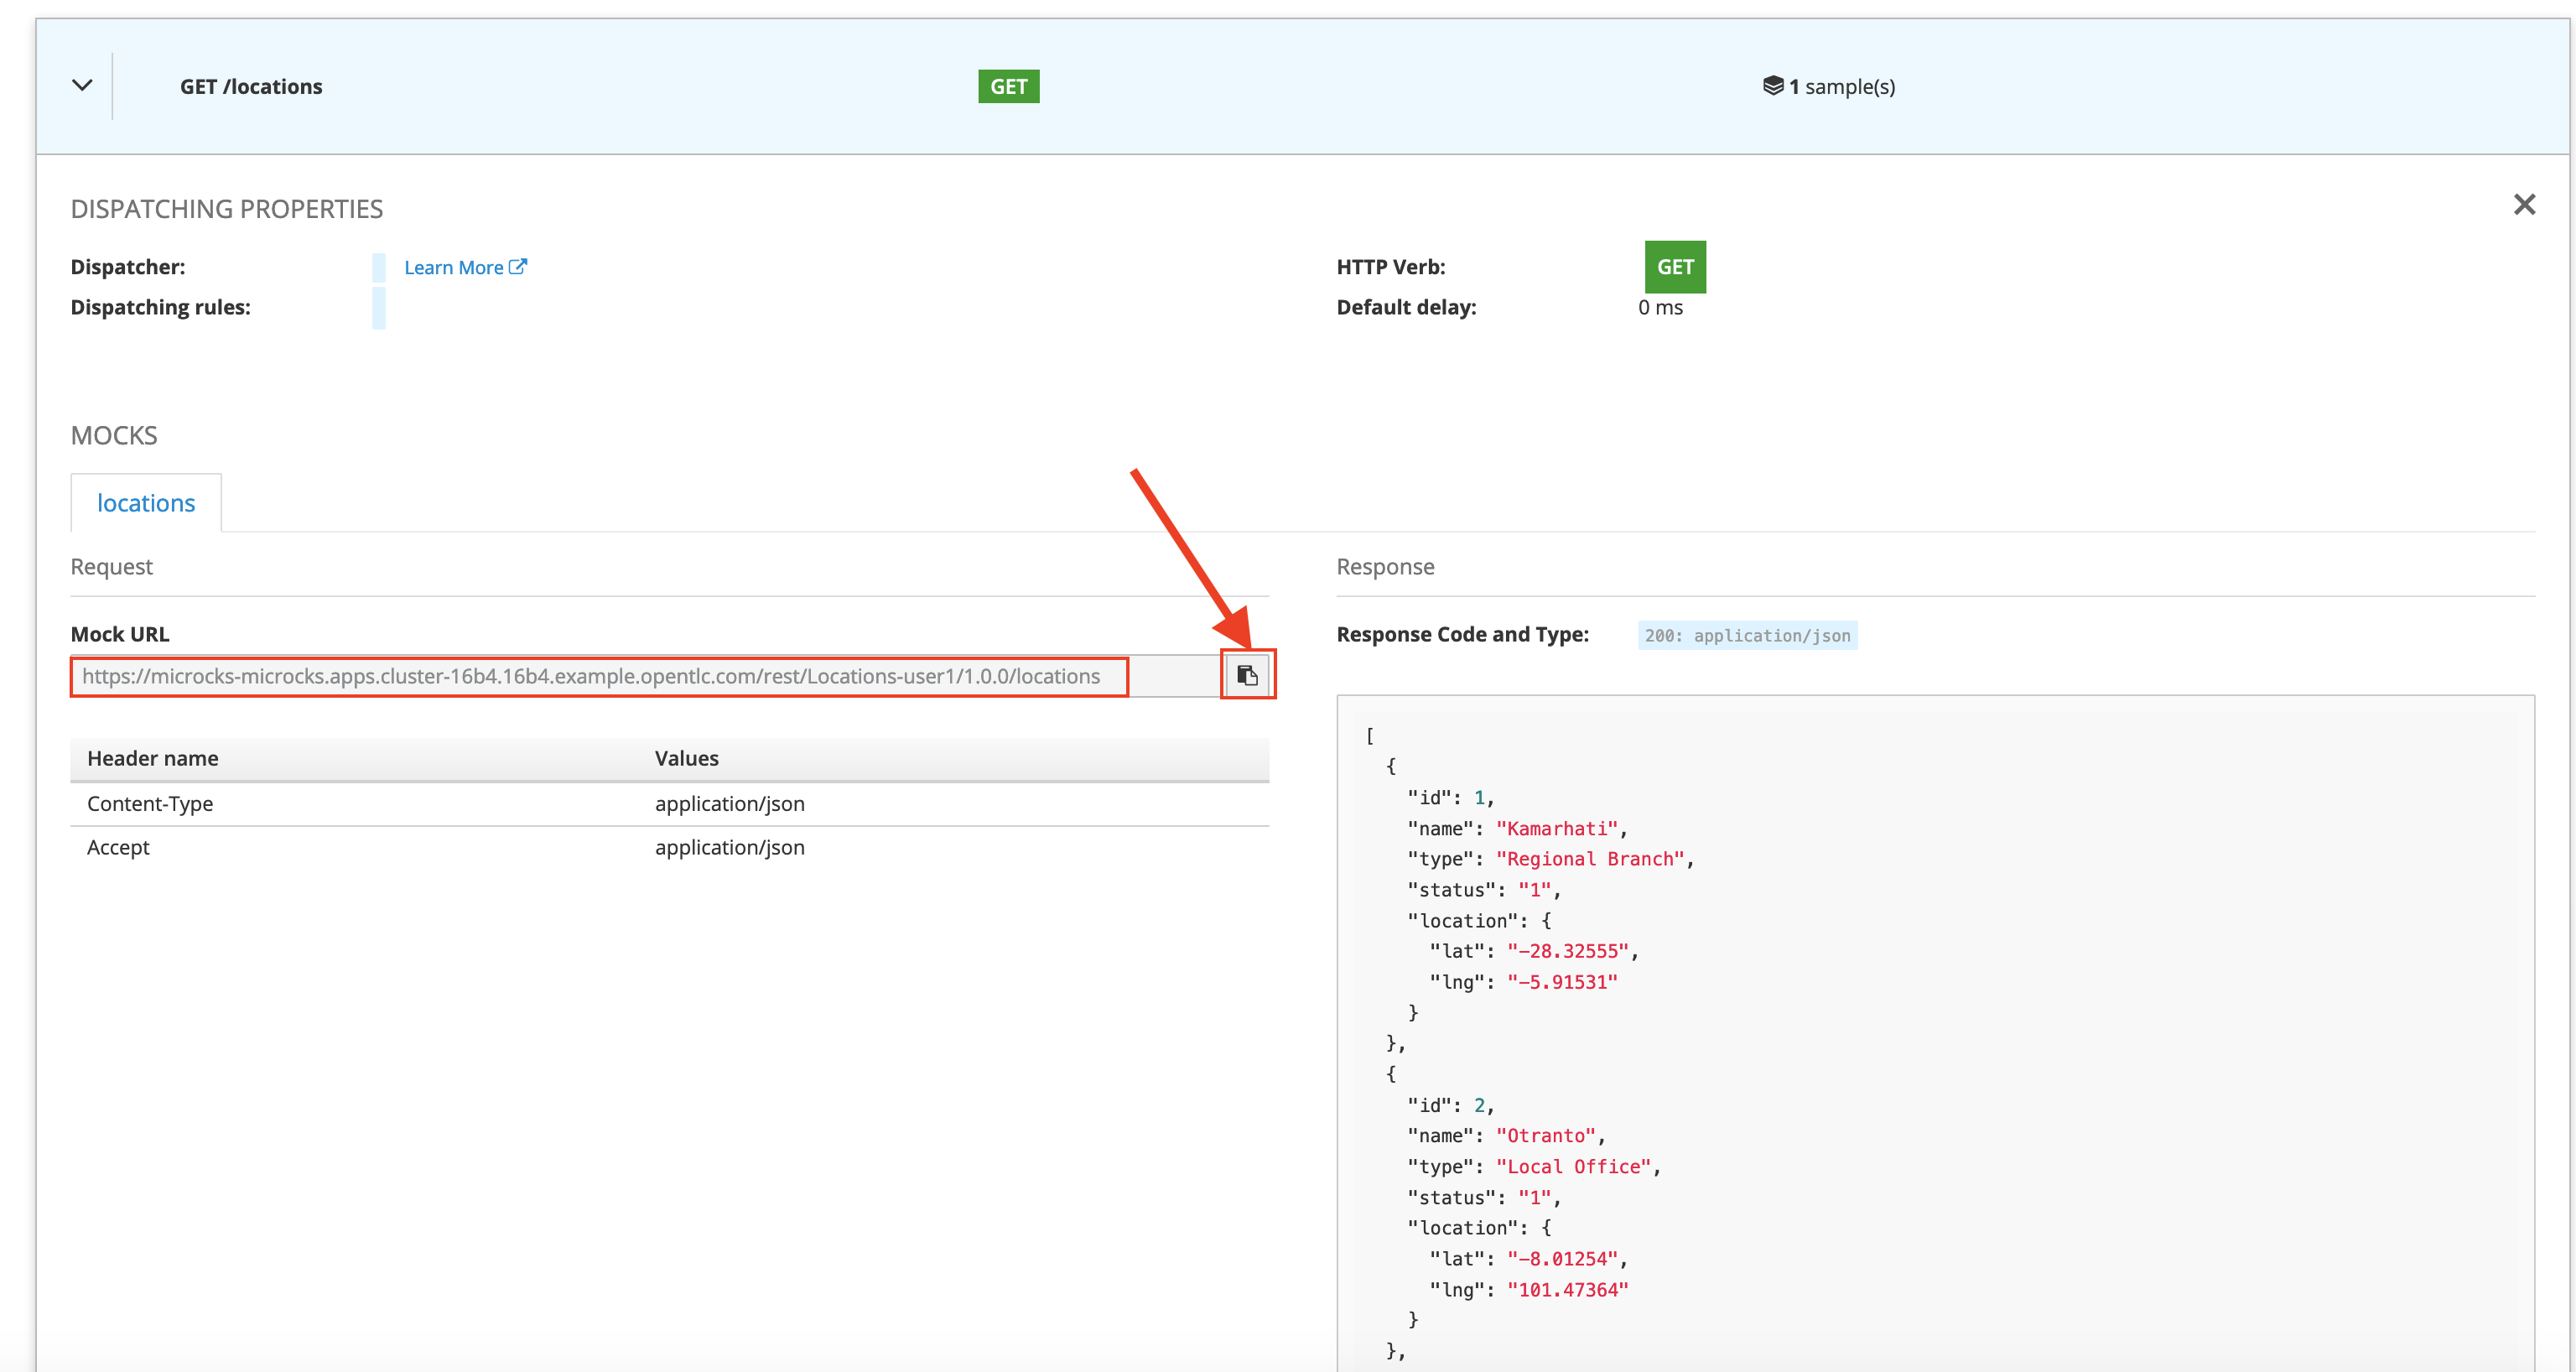 GET /locations
GET
1 sample(s)
DISPATCHING PROPERTIES
Dispatcher:
Learn More
HTTP Verb:
GET
Dispatching rules:
Default delay:
0 ms
MOCKS
locations
Request
Mock URL
https://microcks-microcks.apps.cluster-16b4.16b4.example.opentlc.com/rest/Locations-user1/1.0.0/locations
Header name Values
Content-Type application/json
Accept application/json
Response
Response Code and Type: 200: application/json
[
{
"id": 1,
"name": "Kamarhati",
"type": "Regional Branch",
"status": "1",
"location": {
"lat": "-28.32555",
"lng": "-5.91531"
}
},
{
"id": 2,
"name": "Otranto",
"type": "Local Office",
"status": "1",
"location": {
"lat": "-8.01254",
"lng": "101.47364"
}
},